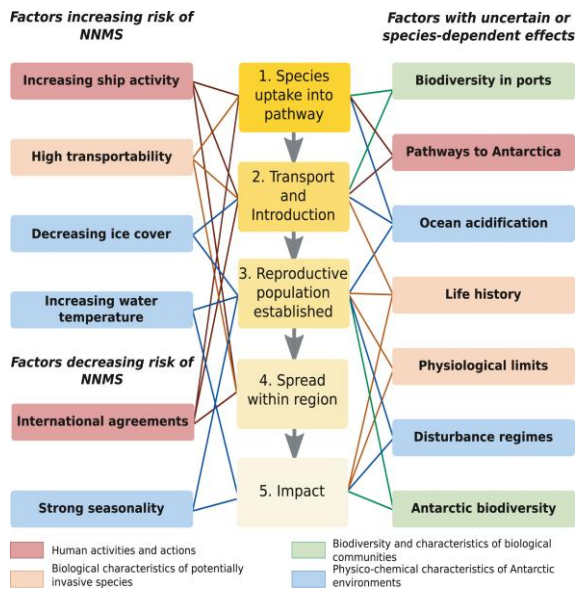 Factors increasing risk of
NNMS
Increasing ship activity
High transportability
Decreasing ice cover
Increasing water
temperature
Factors decreasing risk of
NNMS
International agreements
Strong seasonality
1. Species
uptake into
pathway
2. Transport
and
Introduction
3. Reproductive
population
established
4. Spread
within region
5. Impact
Factors with uncertain or
species-dependent effects
Biodiversity in ports
Pathways to Antarctica
Ocean acidification
Life history
Physiological limits
Disturbance regimes
Antarctic biodiversity
Human activities and actions
Biological characteristics of potentially
invasive species
Biodiversity and characteristics of biological
communities
Physico-chemical characteristics of Antarctic
environments